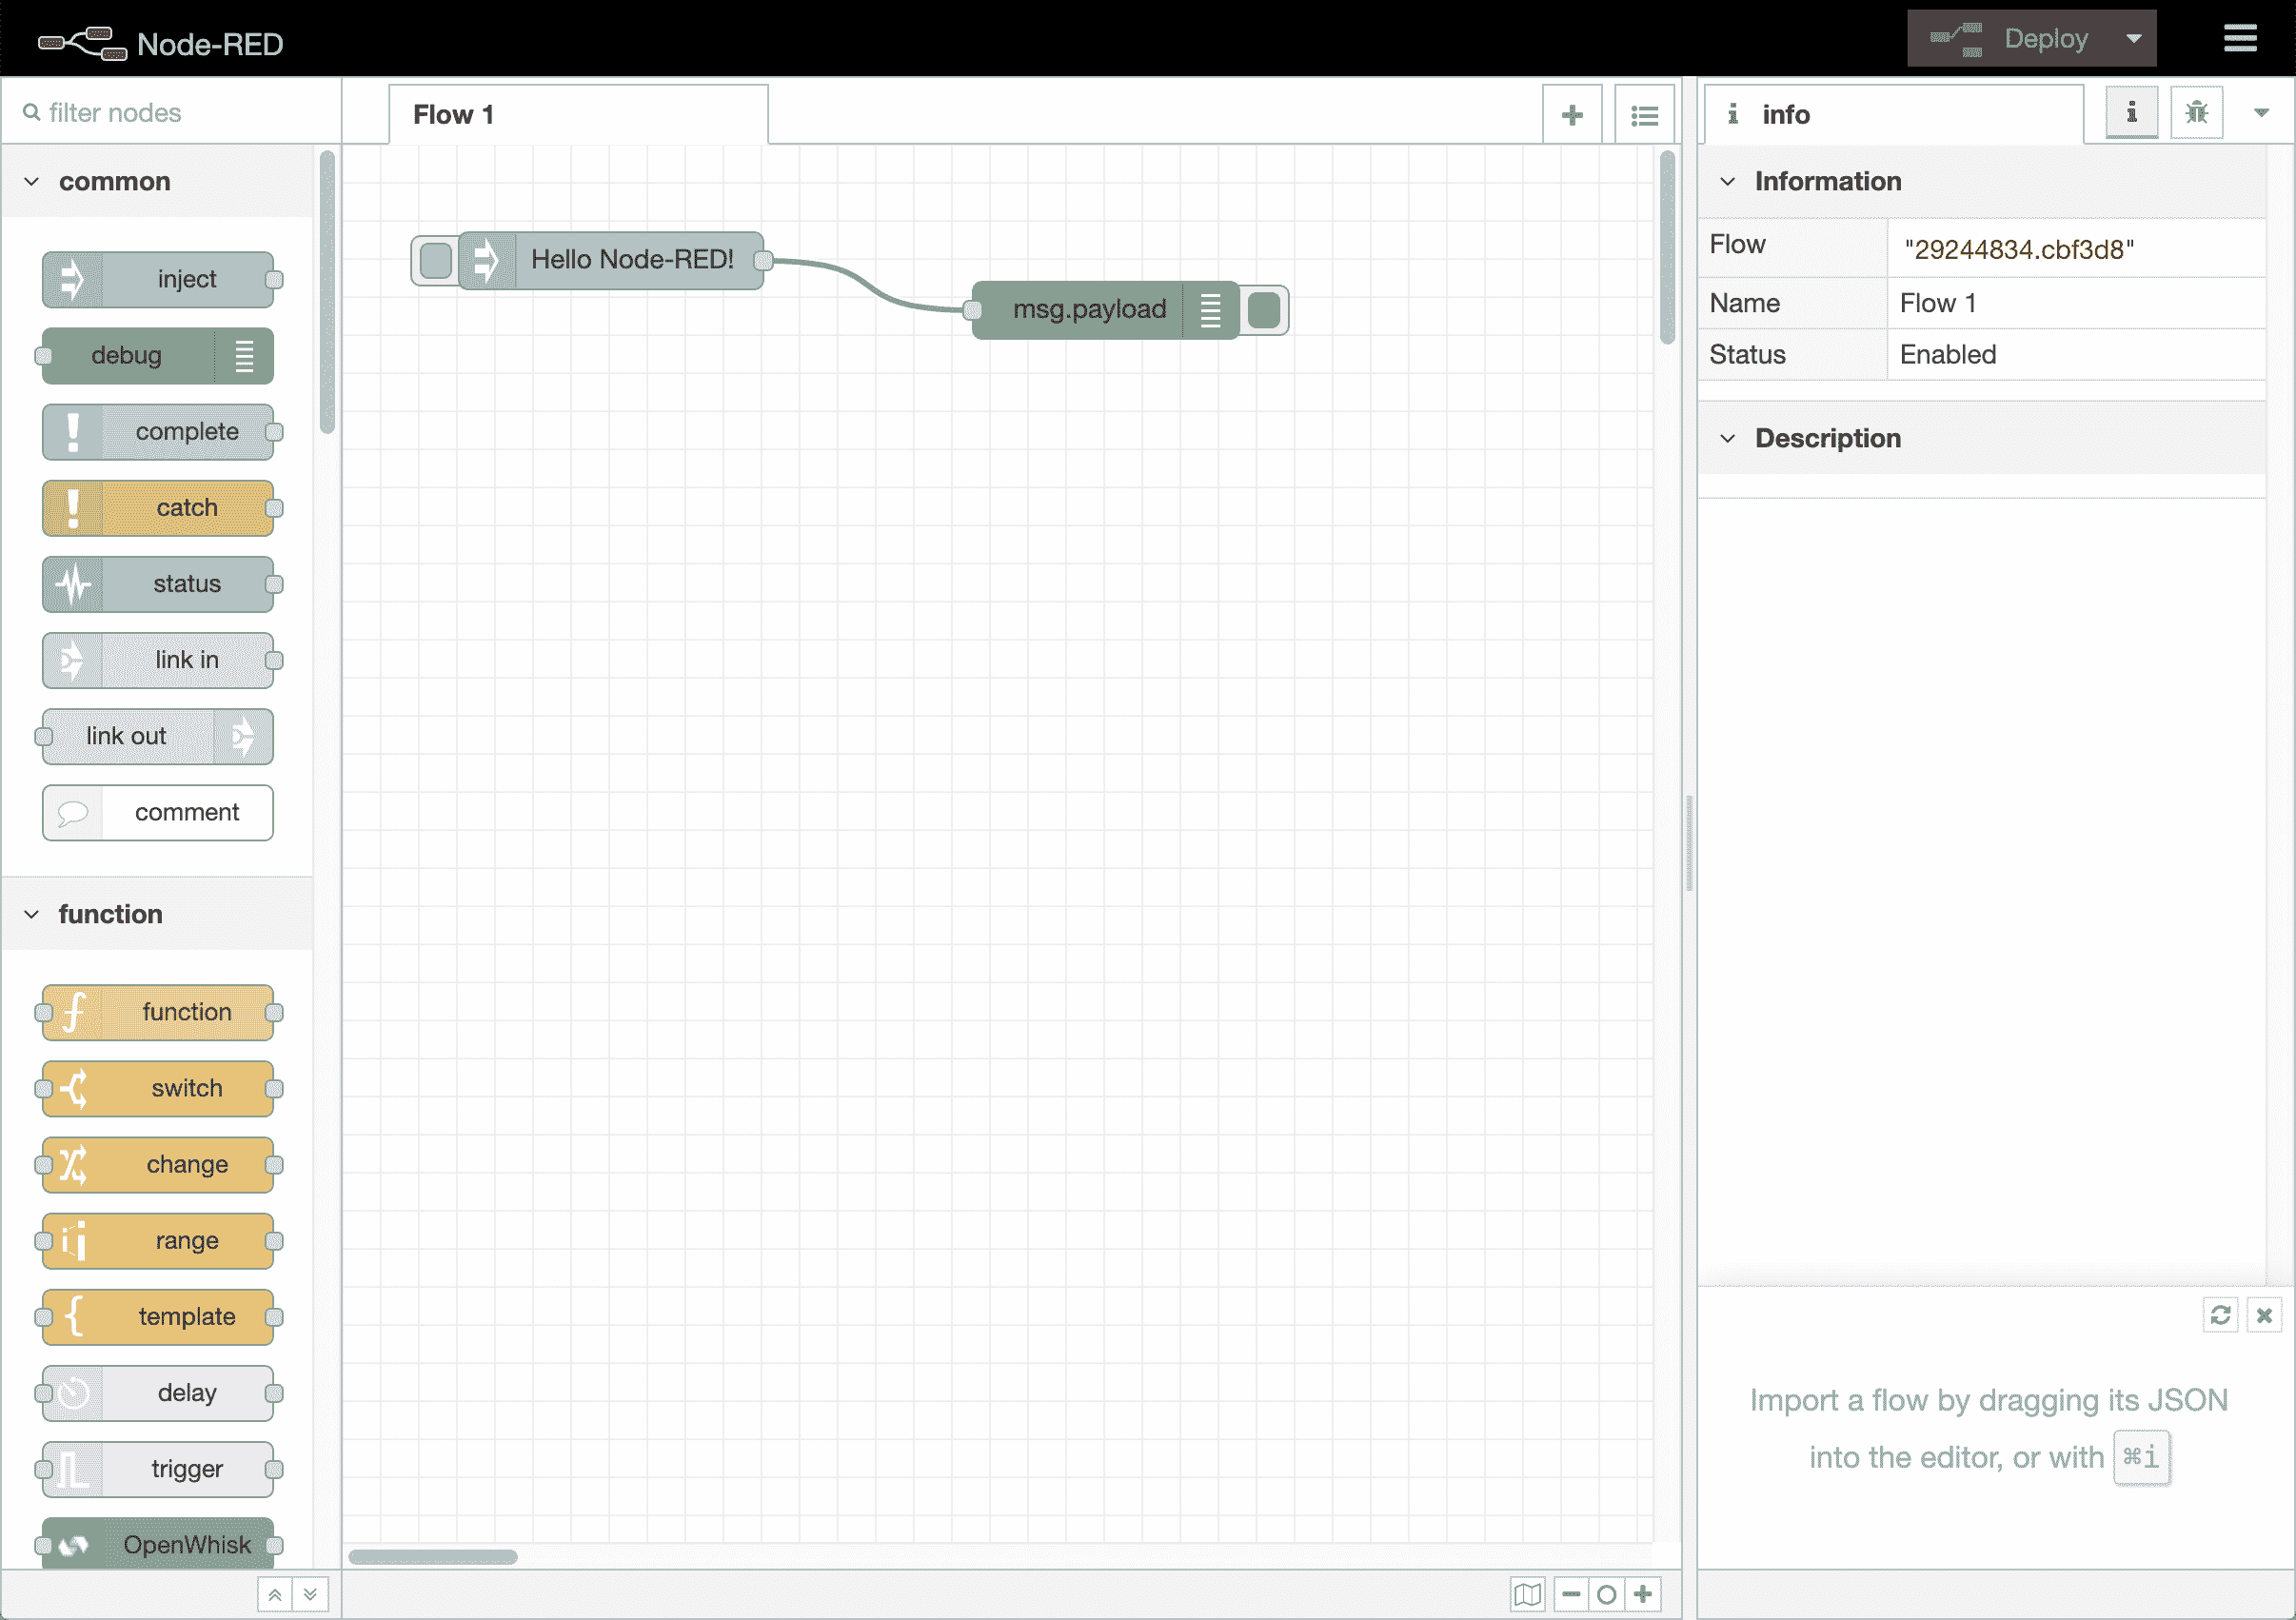 Node-RED
Deploy
filter nodes
Flow 1
info
common
inject
debug
complete
catch
status
link in
link out
comment
function
function
switch
change
range
template
delay
trigger
OpenWhisk
Hello Node-RED!
msg.payload
Information
Flow "29244834.cbf3d8"
Name Flow 1
Status Enabled
Description
Import a flow by dragging its JSON
into the editor, or with ⌘i